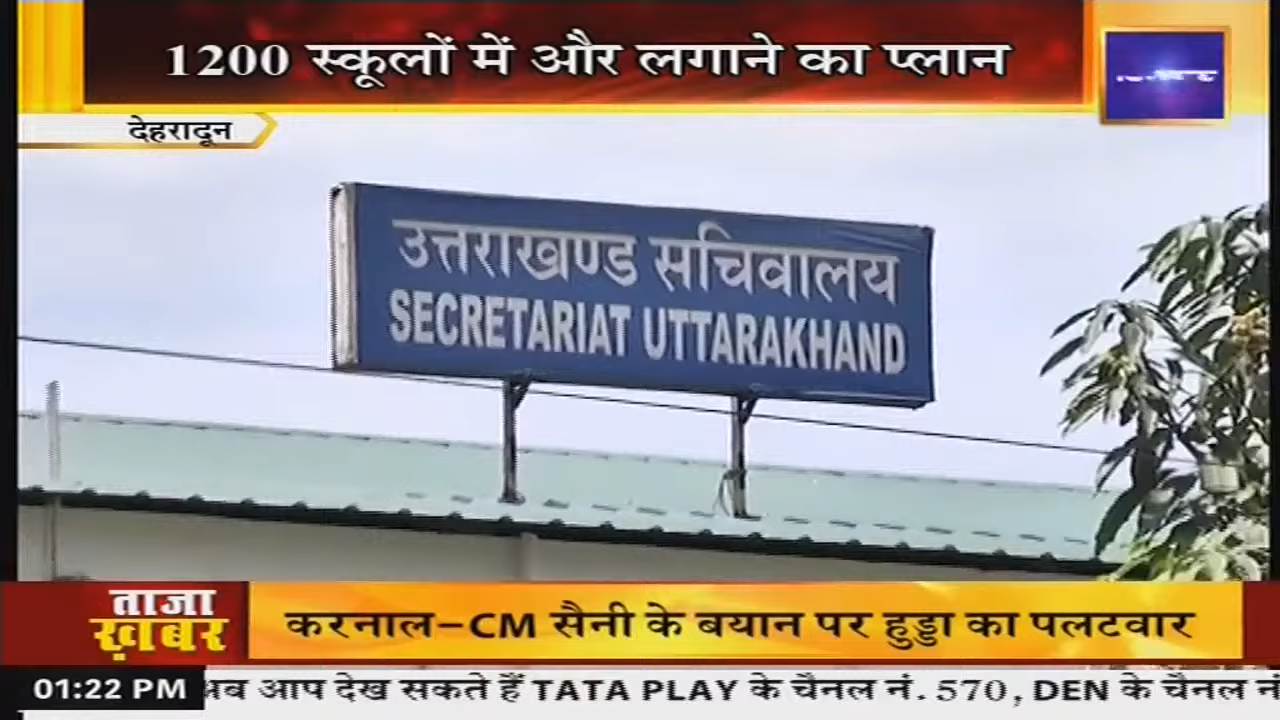 1200 स्कूलों में और लगाने का प्लान
देहरादून
उत्तराखण्ड सचिवालय
SECRETARIAT UTTARAKHAND
ताजा
ख़बर
करनाल-CM सैनी के बयान पर हुड्डा का पलटवार
01:22 PM
अब आप देख सकते हैं TATA PLAY के चैनल नं. 570, DEN के चैनल नं